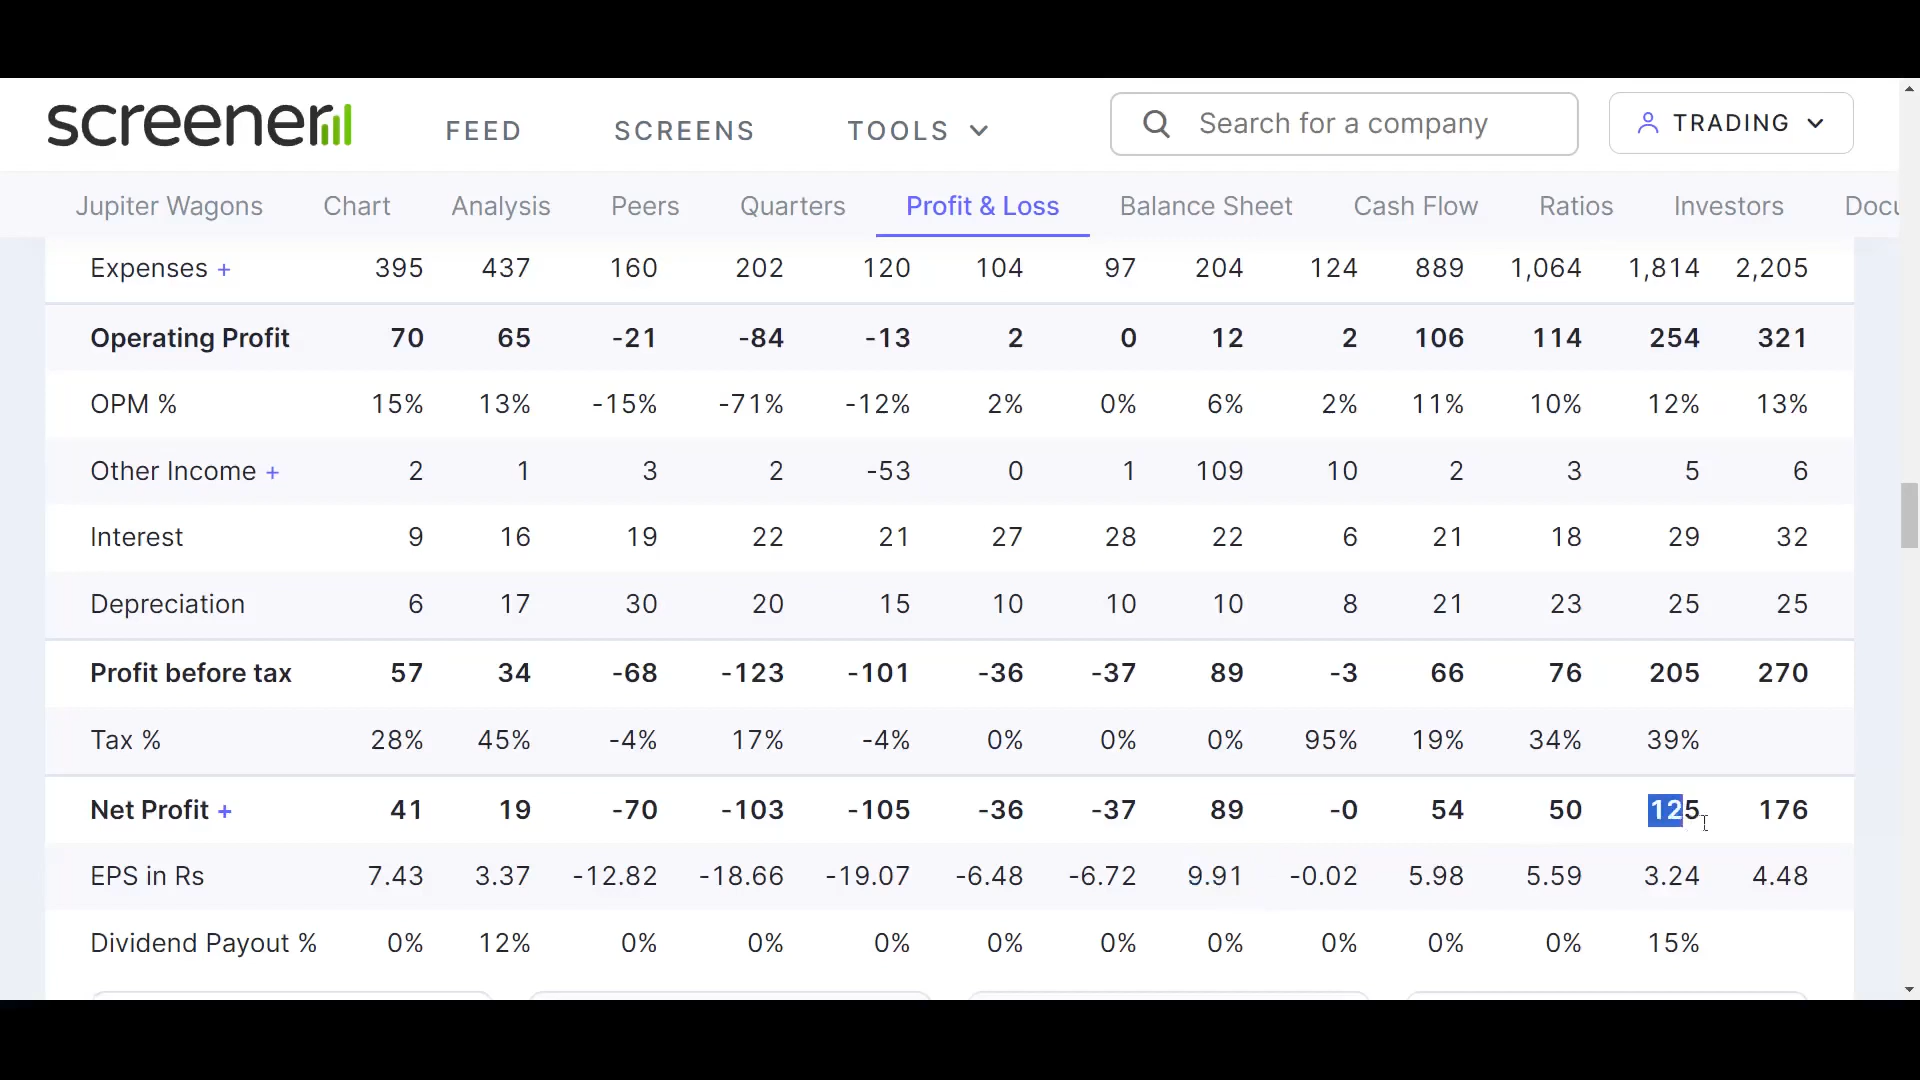 screener FEED SCREENS TOOLS Search for a company TRADING
Jupiter Wagons Chart Analysis Peers Quarters Profit & Loss Balance Sheet Cash Flow Ratios Investors Docu
Expenses + 395 437 160 202 120 104 97 204 124 889 1,064 1,814 2,205
Operating Profit 70 65 -21 -84 -13 2 0 12 2 106 114 254 321
OPM % 15% 13% -15% -71% -12% 2% 0% 6% 2% 11% 10% 12% 13%
Other Income + 2 1 3 2 -53 0 1 109 10 2 3 5 6
Interest 9 16 19 22 21 27 28 22 6 21 18 29 32
Depreciation 6 17 30 20 15 10 10 10 8 21 23 25 25
Profit before tax 57 34 -68 -123 -101 -36 -37 89 -3 66 76 205 270
Tax % 28% 45% -4% 17% -4% 0% 0% 0% 95% 19% 34% 39%
Net Profit + 41 19 -70 -103 -105 -36 -37 89 -0 54 50 125 176
EPS in Rs 7.43 3.37 -12.82 -18.66 -19.07 -6.48 -6.72 9.91 -0.02 5.98 5.59 3.24 4.48
Dividend Payout % 0% 12% 0% 0% 0% 0% 0% 0% 0% 0% 0% 15%